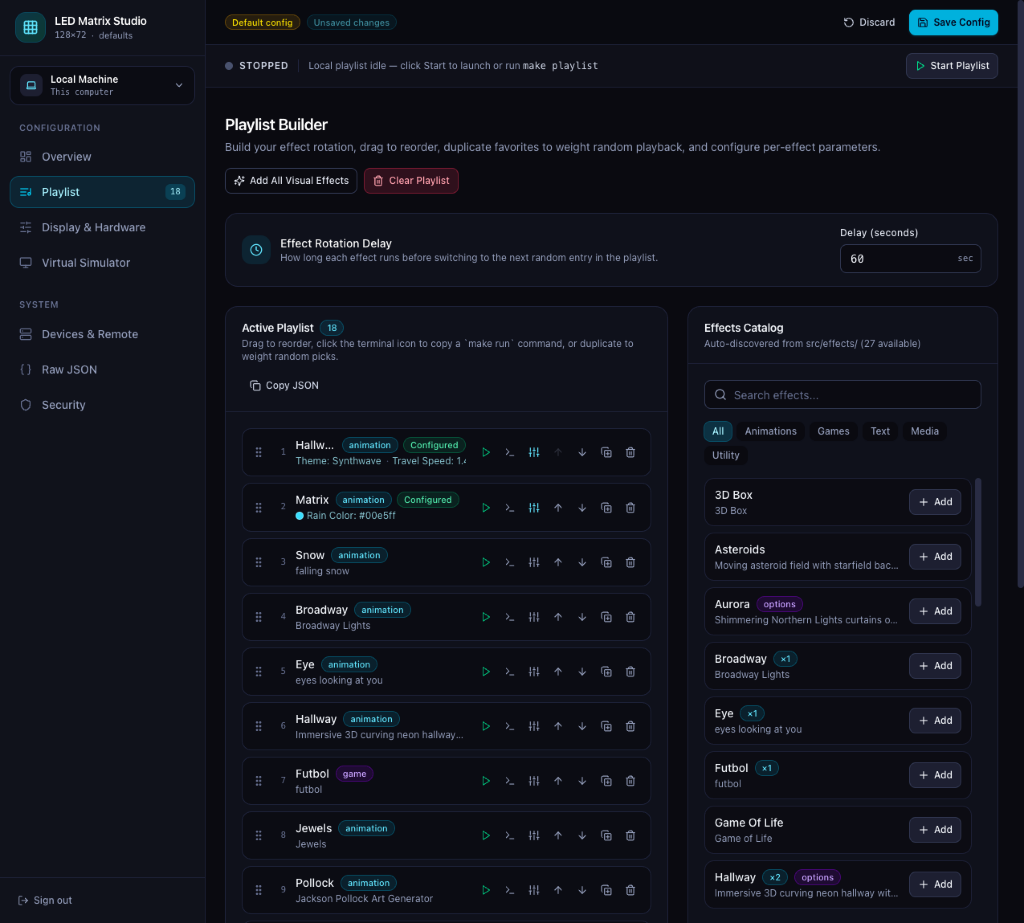 LED Matrix Studio
128×72 · defaults
Local Machine
This computer
CONFIGURATION
Overview
Playlist 18
Display & Hardware
Virtual Simulator
SYSTEM
Devices & Remote
Raw JSON
Security
Sign out
Default config Unsaved changes Discard Save Config
STOPPED Local playlist idle — click Start to launch or run make playlist Start Playlist
Playlist Builder
Build your effect rotation, drag to reorder, duplicate favorites to weight random playback, and configure per-effect parameters.
Add All Visual Effects Clear Playlist
Effect Rotation Delay
How long each effect runs before switching to the next random entry in the playlist.
Delay (seconds)
60 sec
Active Playlist 18
Drag to reorder, click the terminal icon to copy a `make run` command, or duplicate to
weight random picks.
Copy JSON
1 Hallw... animation Configured
Theme: Synthwave · Travel Speed: 1.4
2 Matrix animation Configured
Rain Color: #00e5ff
3 Snow animation
falling snow
4 Broadway animation
Broadway Lights
5 Eye animation
eyes looking at you
6 Hallway animation
Immersive 3D curving neon hallway...
7 Futbol game
futbol
8 Jewels animation
Jewels
9 Pollock animation
Jackson Pollock Art Generator
Effects Catalog
Auto-discovered from src/effects/ (27 available)
Search effects...
All Animations Games Text Media
Utility
3D Box
3D Box
Add
Asteroids
Moving asteroid field with starfield bac...
Add
Aurora options
Shimmering Northern Lights curtains o...
Add
Broadway ×1
Broadway Lights
Add
Eye ×1
eyes looking at you
Add
Futbol ×1
futbol
Add
Game Of Life
Game of Life
Add
Hallway ×2 options
Immersive 3D curving neon hallway wit...
Add